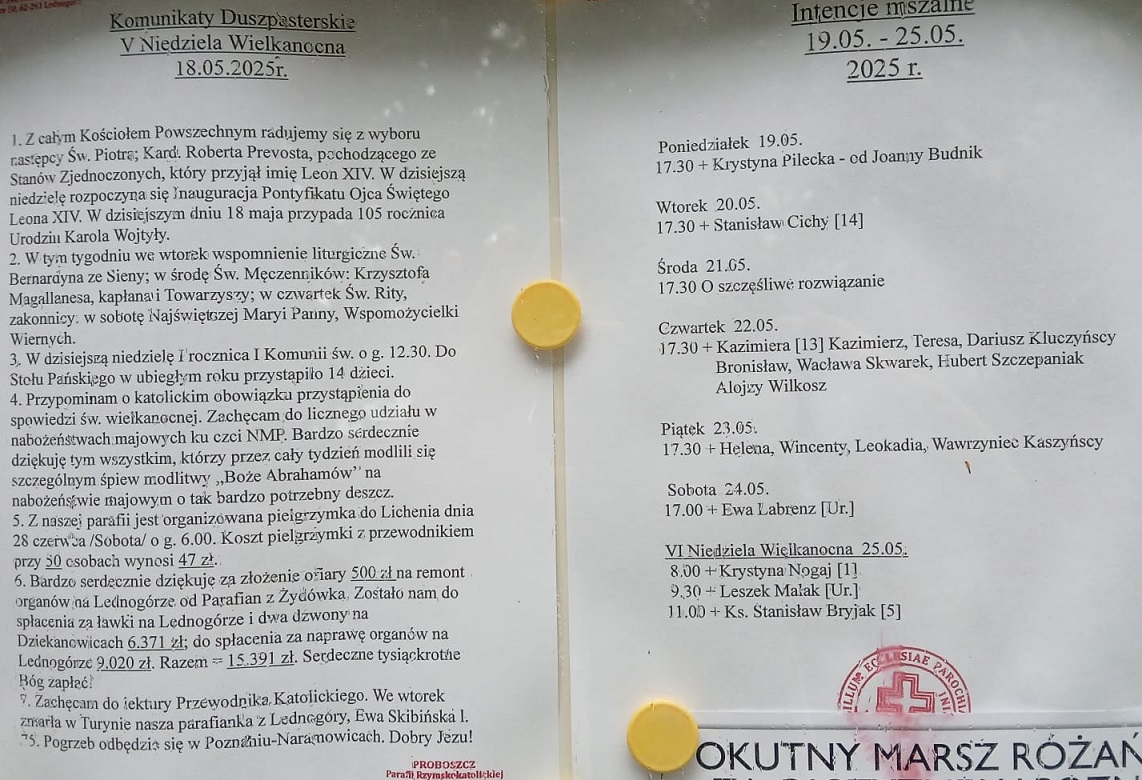 Komunikaty Duszpasterskie
V Niedziela Wielkanocna
18.05.2025r.
1. Z całym Kościołem Powszechnym radujemy się z wyboru
następcy Św. Piotra; Kard. Roberta Prevosta, pochodzącego ze
Stanów Zjednoczonych, który przyjął imię Leon XIV. W dzisiejszą
niedzielę rozpoczyna się Inauguracja Pontyfikatu Ojca Świętego
Leona XIV. W dzisiejszym dniu 18 maja przypada 105 rocznica
Urodzin Karola Wojtyły.
2. W tym tygodniu we wtorek wspomnienie liturgiczne Św.
Bernardyna ze Sieny; w środę Św. Męczenników: Krzysztofa
Magallanesa, kapłana i Towarzyszy; w czwartek Św. Rity,
zakonnicy. w sobotę Najświętszej Maryi Panny, Wspomożycielki
Wiernych.
3. W dzisiejszą niedzielę I rocznica I Komunii św. o g. 12.30. Do
Stołu Pańskiego w ubiegłym roku przystąpiło 14 dzieci.
4. Przypominam o katolickim obowiązku przystąpienia do
spowiedzi św. wielkanocnej. Zachęcam do licznego udziału w
nabożeństwach majowych ku czci NMP. Bardzo serdecznie
dziękuję tym wszystkim, którzy przez cały tydzień modlili się
szczególnym śpiew modlitwy „Boże Abrahamów” na
nabożeństwie majowym o tak bardzo potrzebny deszcz.
5. Z naszej parafii jest organizowana pielgrzymka do Lichenia dnia
28 czerwca /Sobota/ o g. 6.00. Koszt pielgrzymki z przewodnikiem
przy 50 osobach wynosi 47 zł.
6. Bardzo serdecznie dziękuję za złożenie ofiary 500 zł na remont
organów na Lednogórze od Parafian z Żydówka. Zostało nam do
spłacenia za ławki na Lednogórze i dwa dzwony na
Dziekanowicach 6.371 zł; do spłacenia za naprawę organów na
Lednogórze 9.020 zł. Razem = 15.391 zł. Serdeczne tysiąckrotne
Bóg zapłać!
7. Zachęcam do lektury Przewodnika Katolickiego. We wtorek
zmarła w Turynie nasza parafianka z Lednogóry, Ewa Skibińska l.
75. Pogrzeb odbędzie się w Poznaniu-Naramowicach. Dobry Jezu!
PROBOSZCZ
Parafii Rzymskokatolickiej
Intencje mszalne
19.05. - 25.05.
2025 r.
Poniedziałek 19.05.
17.30 + Krystyna Pilecka - od Joanny Budnik
Wtorek 20.05.
17.30 + Stanisław Cichy [14]
Środa 21.05.
17.30 O szczęśliwe rozwiązanie
Czwartek 22.05.
17.30 + Kazimiera [13] Kazimierz, Teresa, Dariusz Kluczyńscy
Bronisław, Wacława Skwarek, Hubert Szczepaniak
Alojzy Wilkosz
Piątek 23.05.
17.30 + Helena, Wincenty, Leokadia, Wawrzyniec Kaszyńscy
Sobota 24.05.
17.00 + Ewa Łabrenz [Ur.]
VI Niedziela Wielkanocna 25.05.
8.00 + Krystyna Nogaj [1]
9.30 + Leszek Malak [Ur.]
11.00 + Ks. Stanisław Bryjak [5]
ILLUM ECCLESIAE PAROCHI
OKUTNY MARSZ RÓŻAŃ